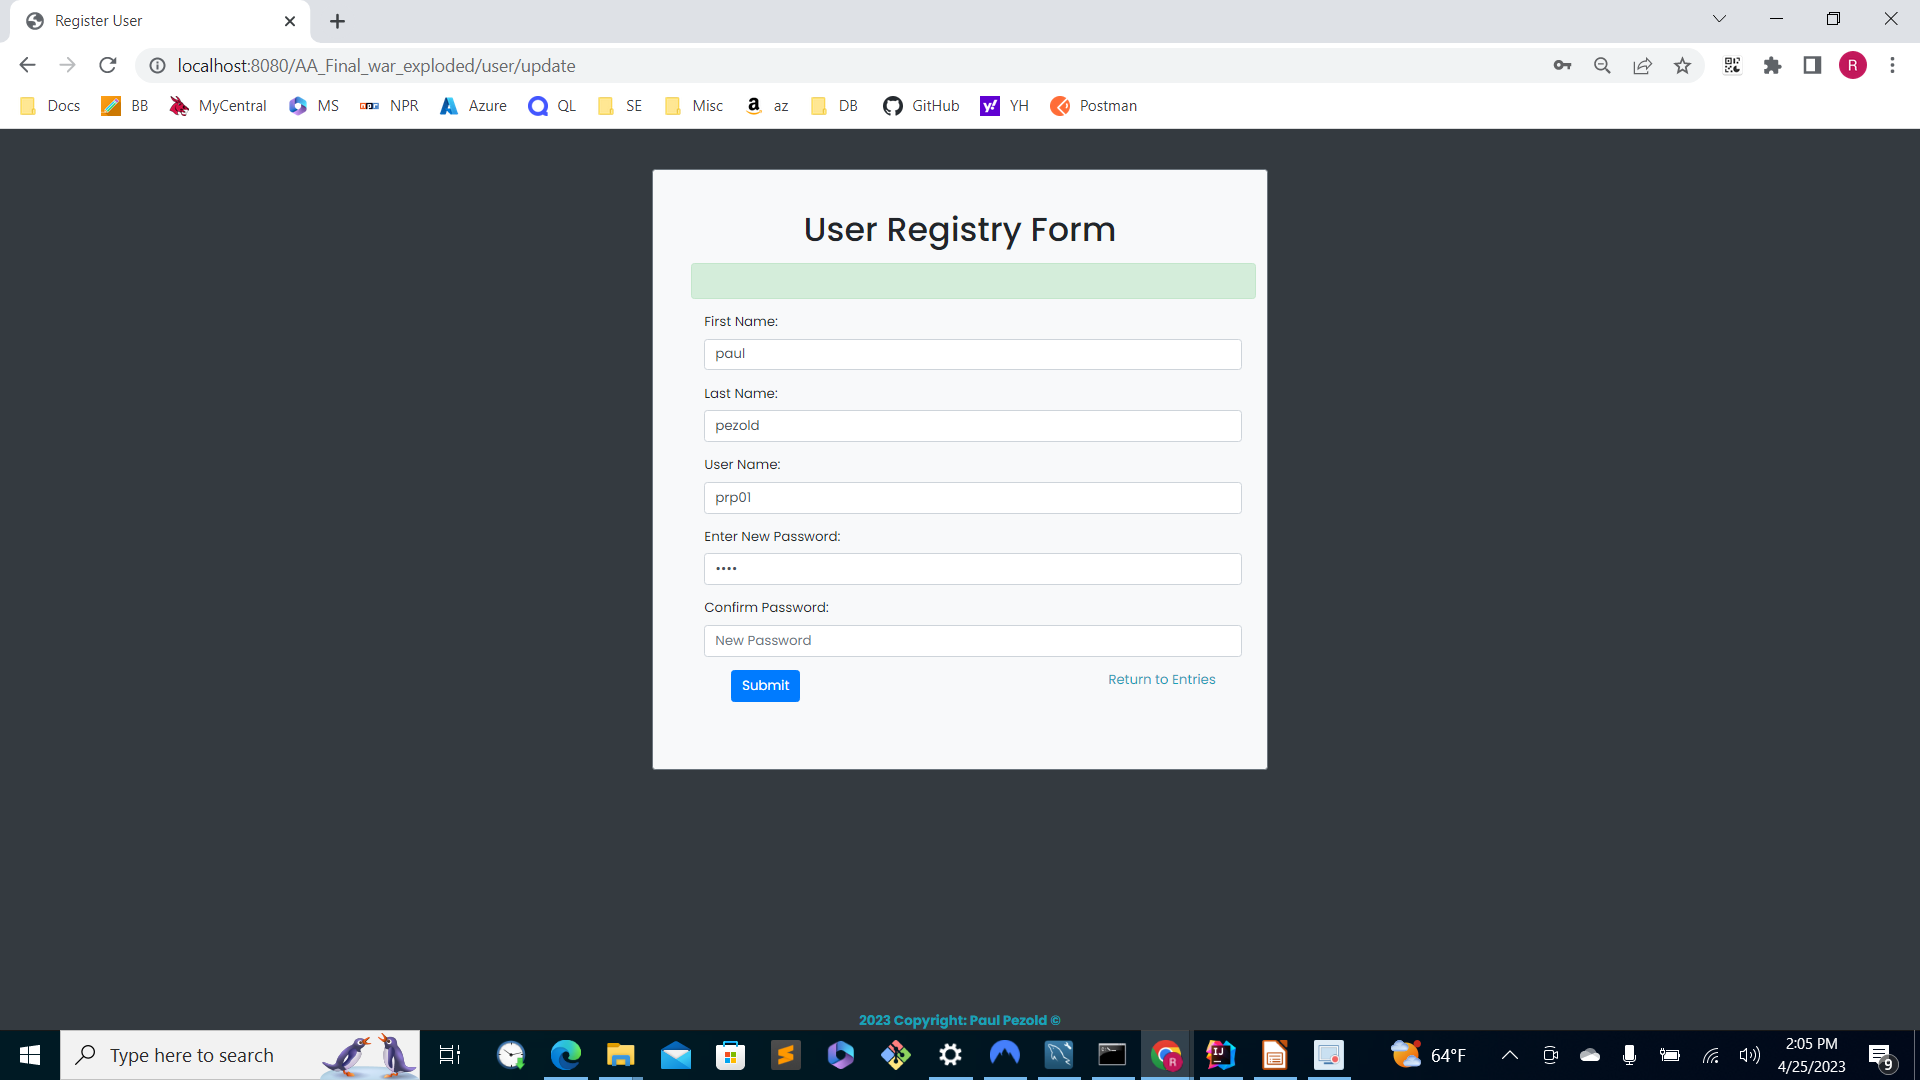 Register User
localhost:8080/AA_Final_war_exploded/user/update
R
Docs BB MyCentral MS npr NPR Azure QL SE Misc a az DB GitHub y! YH Postman
User Registry Form
First Name:
paul
Last Name:
pezold
User Name:
prp01
Enter New Password:
••••
Confirm Password:
New Password
Submit Return to Entries
2023 Copyright: Paul Pezold ©
Type here to search
R
IJ
64°F
2:05 PM
4/25/2023
9